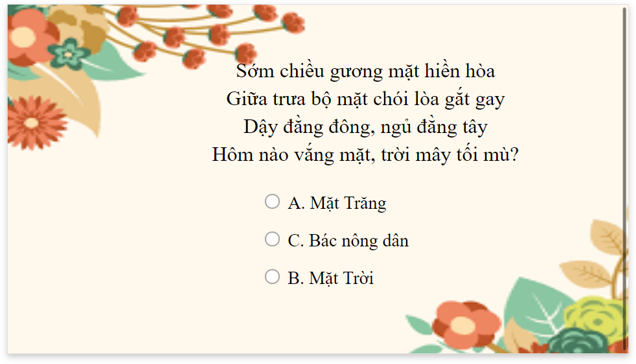 Sớm chiều gương mặt hiền hòa
Giữa trưa bộ mặt chói lòa gắt gay
Dậy đằng đông, ngủ đằng tây
Hôm nào vắng mặt, trời mây tối mù?
A. Mặt Trăng
C. Bác nông dân
B. Mặt Trời